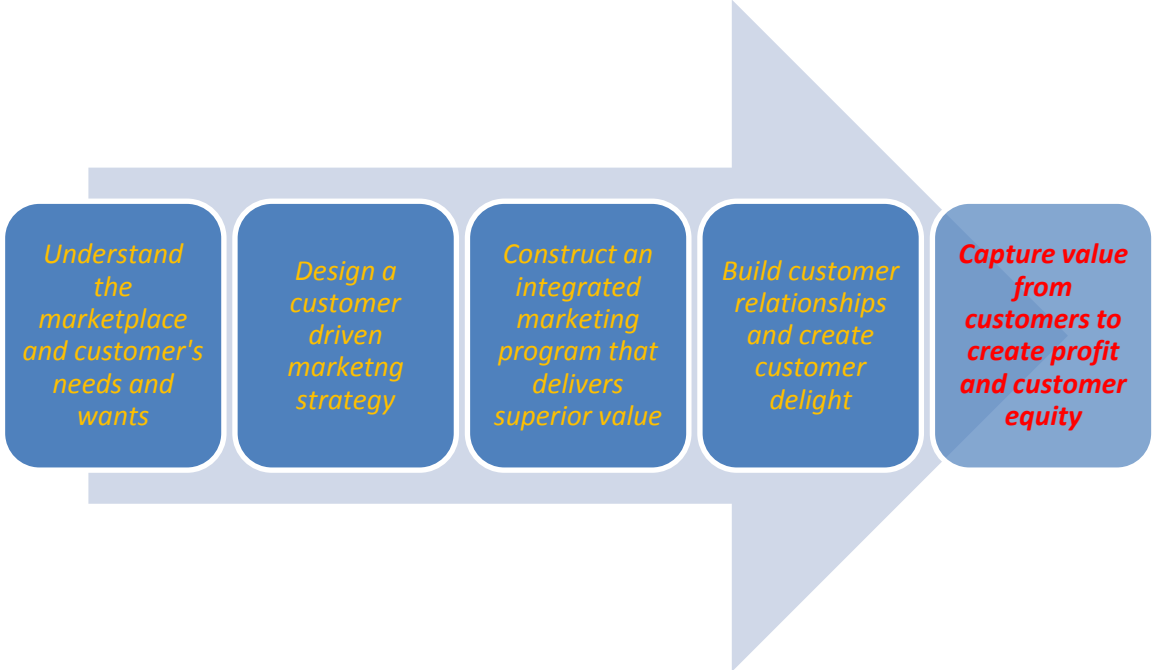 Understand
the
marketplace
and customer's
needs and
wants
Design a
customer
driven
marketng
strategy
Construct an
integrated
marketing
program that
delivers
superior value
Build customer
relationships
and create
customer
delight
Capture value
from
customers to
create profit
and customer
equity